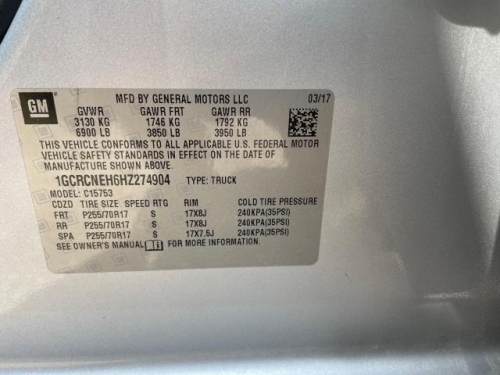 GM
MFD BY GENERAL MOTORS LLC 03/17
GVWR GAWR FRT GAWR RR
3130 KG 1746 KG 1792 KG
6900 LB 3850 LB 3950 LB
THIS VEHICLE CONFORMS TO ALL APPLICABLE U.S. FEDERAL MOTOR
VEHICLE SAFETY STANDARDS IN EFFECT ON THE DATE OF
MANUFACTURE SHOWN ABOVE.
1GCRCNEH6HZ274904 TYPE: TRUCK
MODEL: C15753
CDZD TIRE SIZE SPEED RTG RIM COLD TIRE PRESSURE
FRT P255/70R17 S 17X8J 240KPA(35PSI)
RR P255/70R17 S 17X8J 240KPA(35PSI)
SPA P255/70R17 S 17X7.5J 240KPA(35PSI)
SEE OWNER'S MANUAL FOR MORE INFORMATION.